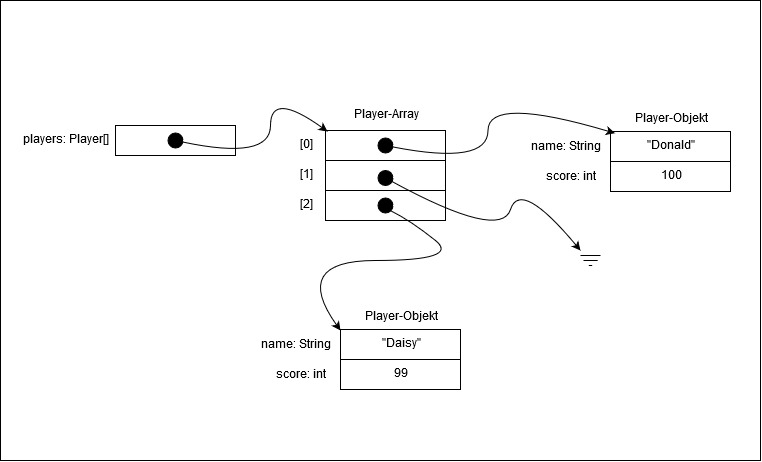 Player-Array
Player-Objekt
players: Player[]
[0]
name: String
"Donald"
[1]
score: int
100
[2]
Player-Objekt
name: String
"Daisy"
score: int
99